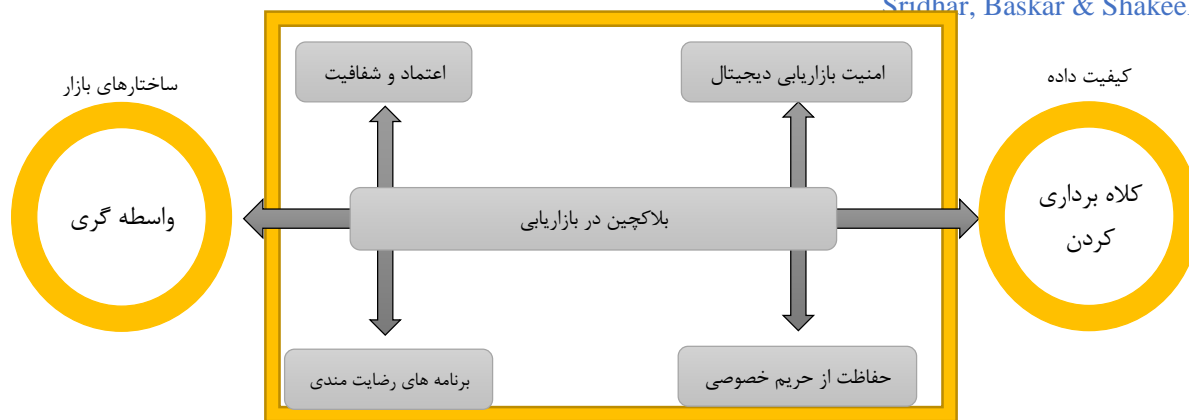 Sridhar, Baskar & Shakee
امنیت بازاریابی دیجیتال
اعتماد و شفافیت
کیفیت داده
ساختارهای بازار
کلاه برداری
کردن
بلاکچین در بازاریابی
واسطه گری
حفاظت از حریم خصوصی
برنامه های رضایت مندی